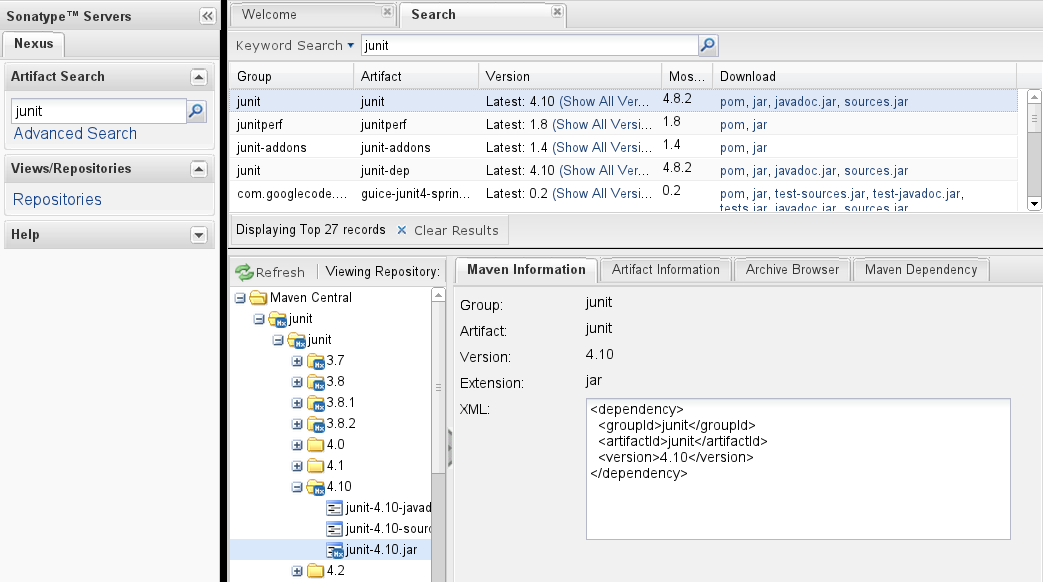 Sonatype™ Servers
Nexus
Artifact Search
junit
Advanced Search
Views/Repositories
Repositories
Help
Welcome
Search
Keyword Search junit
Group Artifact Version Mos... Download
junit junit Latest: 4.10 (Show All Ver... 4.8.2 pom, jar, javadoc.jar, sources.jar
junitperf junitperf Latest: 1.8 (Show All Versi... 1.8 pom, jar
junit-addons junit-addons Latest: 1.4 (Show All Versi... 1.4 pom, jar
junit junit-dep Latest: 4.10 (Show All Ver... 4.8.2 pom, jar, javadoc.jar, sources.jar
com.googlecode.... guice-junit4-sprin... Latest: 0.2 (Show All Versi... 0.2 pom, jar, test-sources.jar, test-javadoc.jar,
tests.jar, javadoc.jar, sources.jar
Displaying Top 27 records Clear Results
Refresh Viewing Repository:
Maven Central
junit
junit
3.7
3.8
3.8.1
3.8.2
4.0
4.1
4.10
junit-4.10-javad
junit-4.10-sourc
junit-4.10.jar
4.2
Maven Information Artifact Information Archive Browser Maven Dependency
Group: junit
Artifact: junit
Version: 4.10
Extension: jar
XML:
<dependency>
<groupId>junit</groupId>
<artifactId>junit</artifactId>
<version>4.10</version>
</dependency>